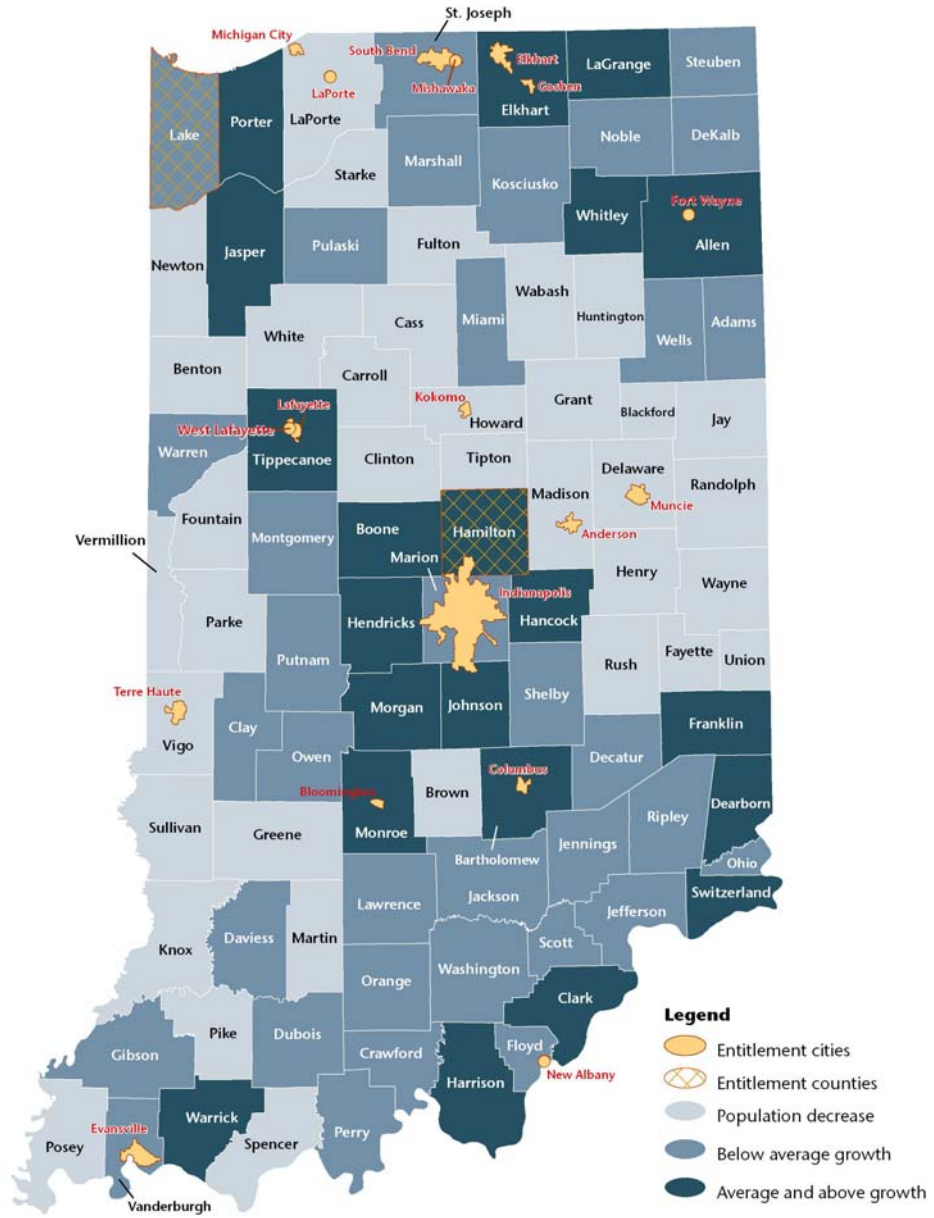 St. Joseph
Michigan City
South Bend
Elkhart
LaGrange
Steuben
Mishawaka
Goshen
LaPorte
Lake
Porter
LaPorte
Elkhart
Noble
DeKalb
Marshall
Starke
Kosciusko
Fort Wayne
Whitley
Allen
Newton
Jasper
Pulaski
Fulton
Wabash
Huntington
Miami
Cass
White
Wells
Adams
Benton
Carroll
Grant
Kokomo
Howard
Blackford
Jay
Lafayette
West Lafayette
Warren
Tippecanoe
Clinton
Tipton
Delaware
Randolph
Madison
Muncie
Fountain
Boone
Hamilton
Anderson
Vermillion
Montgomery
Marion
Henry
Wayne
Indianapolis
Parke
Hendricks
Hancock
Putnam
Rush
Fayette
Union
Terre Haute
Shelby
Morgan
Johnson
Franklin
Vigo
Clay
Owen
Decatur
Columbus
Bloomington
Brown
Dearborn
Sullivan
Greene
Monroe
Ripley
Jennings
Bartholomew
Ohio
Switzerland
Lawrence
Jackson
Jefferson
Knox
Daviess
Martin
Scott
Washington
Orange
Clark
Pike
Dubois
Legend
Gibson
Crawford
Floyd
Entitlement cities
New Albany
Harrison
Entitlement counties
Warrick
Population decrease
Evansville
Posey
Spencer
Perry
Below average growth
Vanderburgh
Average and above growth